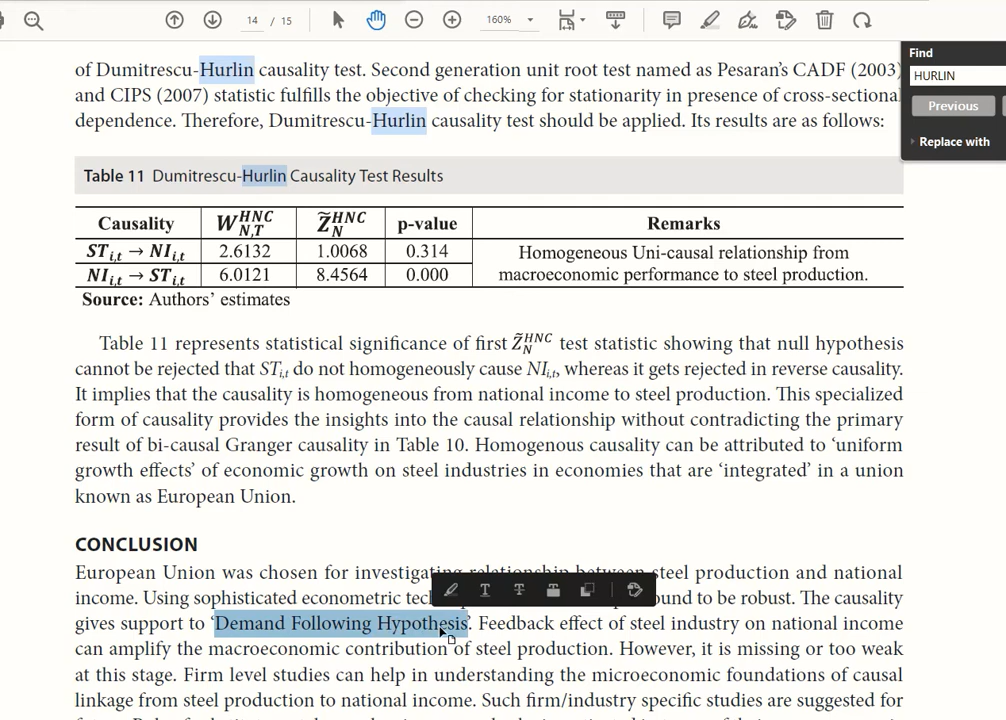 14 / 15
160%
Find
HURLIN
Previous
Replace with
of Dumitrescu-Hurlin causality test. Second generation unit root test named as Pesaran's CADF (2003)
and CIPS (2007) statistic fulfills the objective of checking for stationarity in presence of cross-sectional
dependence. Therefore, Dumitrescu-Hurlin causality test should be applied. Its results are as follows:
Table 11 Dumitrescu-Hurlin Causality Test Results
Causality W^HNC_N,T Z̃^HNC_N p-value Remarks
ST_i,t → NI_i,t 2.6132 1.0068 0.314 Homogeneous Uni-causal relationship from
NI_i,t → ST_i,t 6.0121 8.4564 0.000 macroeconomic performance to steel production.
Source: Authors' estimates
Table 11 represents statistical significance of first Z̃^HNC_N test statistic showing that null hypothesis
cannot be rejected that ST_i,t do not homogeneously cause NI_i,t, whereas it gets rejected in reverse causality.
It implies that the causality is homogeneous from national income to steel production. This specialized
form of causality provides the insights into the causal relationship without contradicting the primary
result of bi-causal Granger causality in Table 10. Homogenous causality can be attributed to 'uniform
growth effects' of economic growth on steel industries in economies that are 'integrated' in a union
known as European Union.
CONCLUSION
European Union was chosen for investigating relationship between steel production and national
income. Using sophisticated econometric ound to be robust. The causality
gives support to 'Demand Following Hypothesis'. Feedback effect of steel industry on national income
can amplify the macroeconomic contribution of steel production. However, it is missing or too weak
at this stage. Firm level studies can help in understanding the microeconomic foundations of causal
linkage from steel production to national income. Such firm/industry specific studies are suggested for